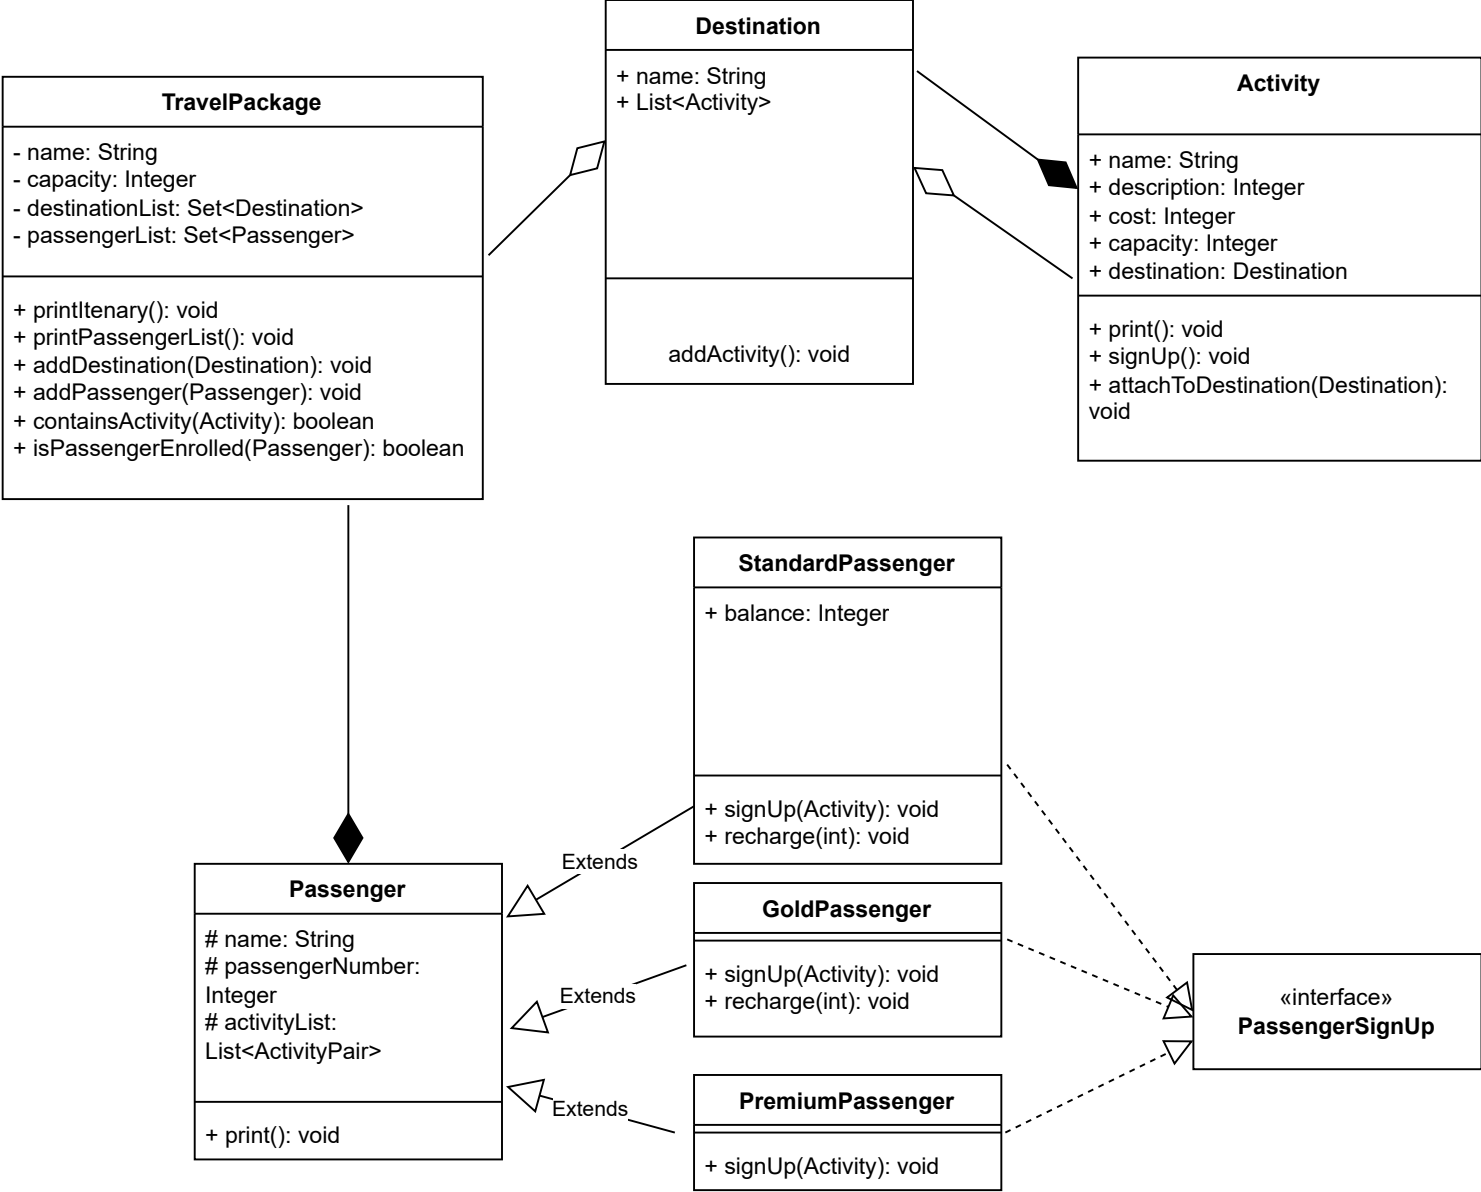 Destination
+ name: String
+ List<Activity>
addActivity(): void
TravelPackage
- name: String
- capacity: Integer
- destinationList: Set<Destination>
- passengerList: Set<Passenger>
+ printItenary(): void
+ printPassengerList(): void
+ addDestination(Destination): void
+ addPassenger(Passenger): void
+ containsActivity(Activity): boolean
+ isPassengerEnrolled(Passenger): boolean
Activity
+ name: String
+ description: Integer
+ cost: Integer
+ capacity: Integer
+ destination: Destination
+ print(): void
+ signUp(): void
+ attachToDestination(Destination):
void
StandardPassenger
+ balance: Integer
+ signUp(Activity): void
+ recharge(int): void
Extends
Passenger
# name: String
# passengerNumber:
Integer
# activityList:
List<ActivityPair>
+ print(): void
GoldPassenger
+ signUp(Activity): void
+ recharge(int): void
Extends
«interface»
PassengerSignUp
PremiumPassenger
+ signUp(Activity): void
Extends